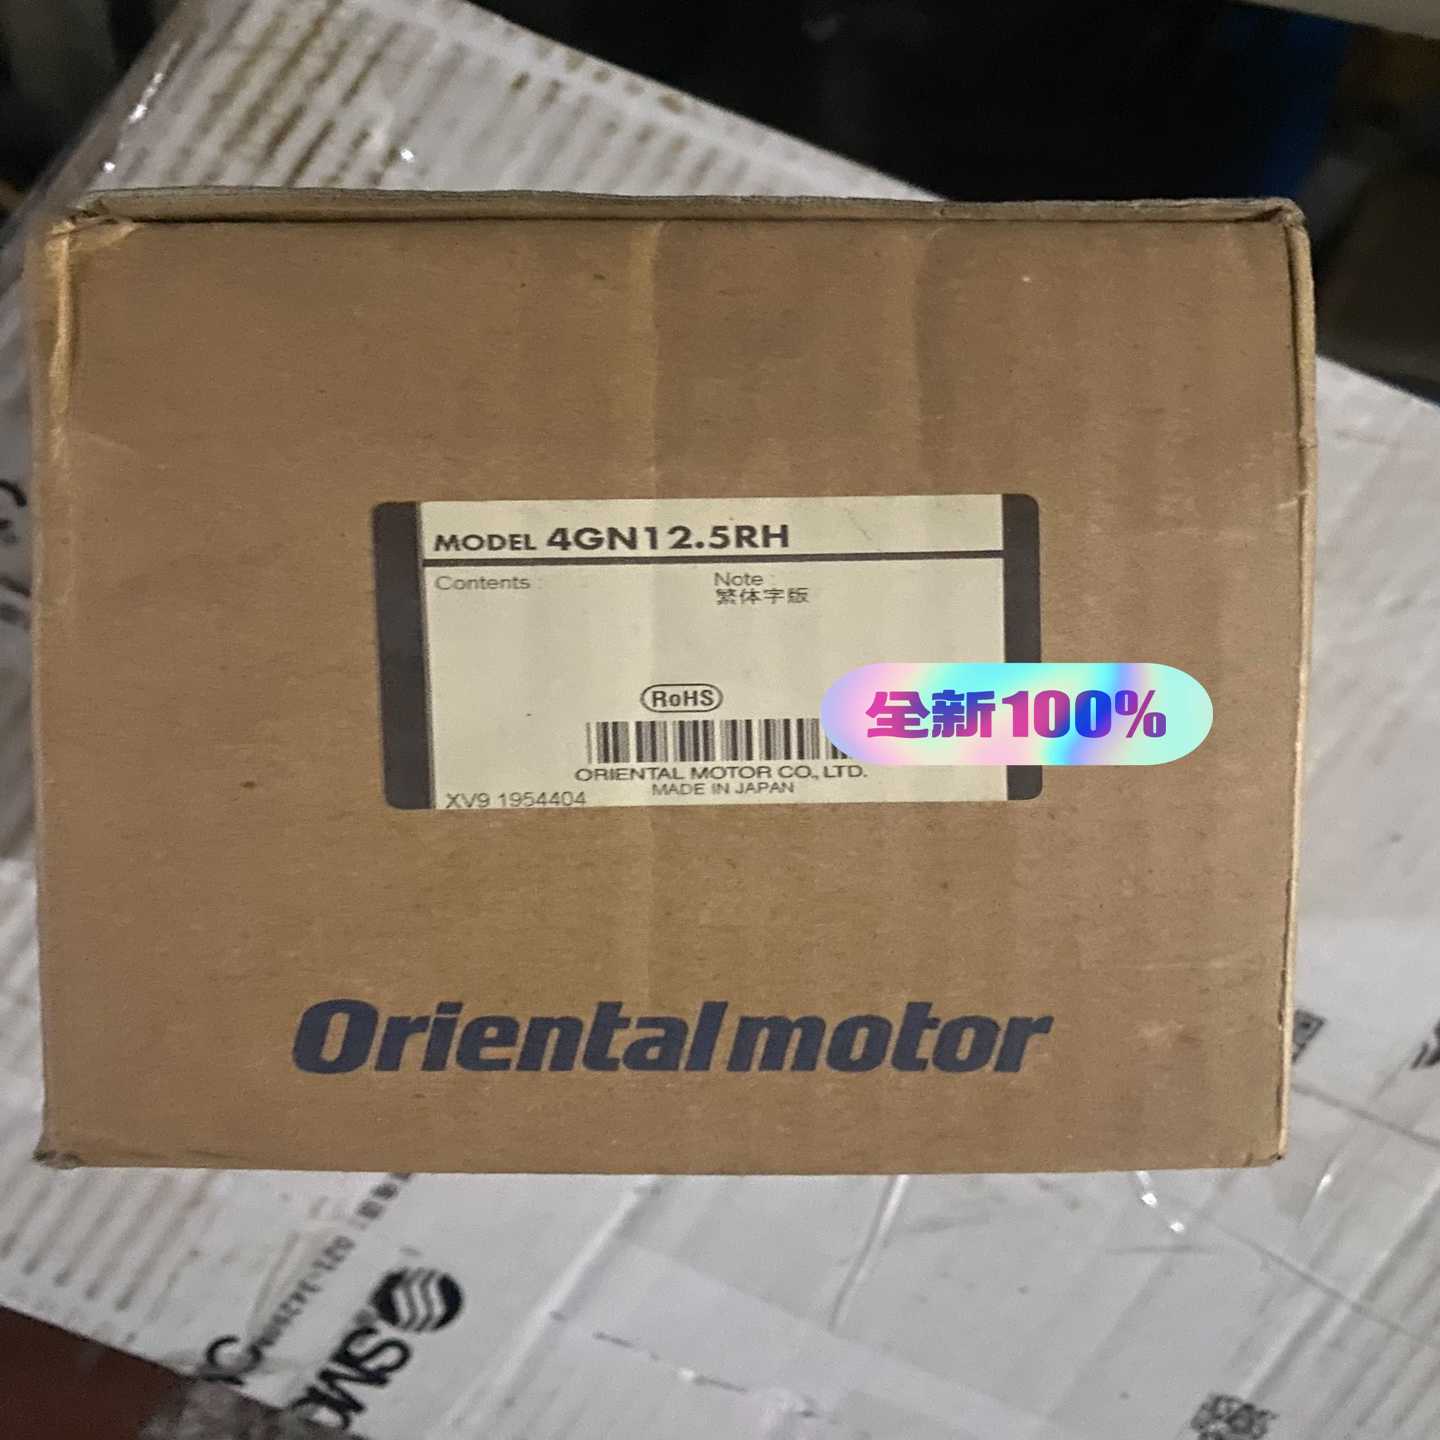 MODEL 4GN12.5RH
Contents :
Note :
繁体字版
RoHS
全新100%
ORIENTAL MOTOR CO., LTD.
MADE IN JAPAN
XV9 1954404
Orientalmotor